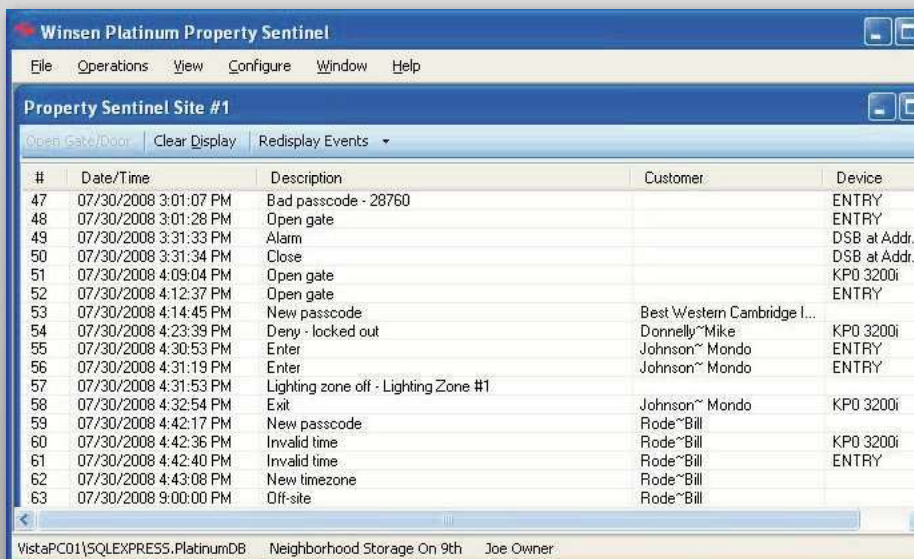 Winsen Platinum Property Sentinel
File Operations View Configure Window Help
Property Sentinel Site #1
Open Gate/Door Clear Display Redisplay Events
# Date/Time Description Customer Device
47 07/30/2008 3:01:07 PM Bad passcode - 28760 ENTRY
48 07/30/2008 3:01:28 PM Open gate ENTRY
49 07/30/2008 3:31:33 PM Alarm DSB at Addr.
50 07/30/2008 3:31:34 PM Close DSB at Addr.
51 07/30/2008 4:09:04 PM Open gate KP0 3200i
52 07/30/2008 4:12:37 PM Open gate ENTRY
53 07/30/2008 4:14:45 PM New passcode Best Western Cambridge I...
54 07/30/2008 4:23:39 PM Deny - locked out Donnelly~Mike KP0 3200i
55 07/30/2008 4:30:53 PM Enter Johnson~ Mondo ENTRY
56 07/30/2008 4:31:19 PM Enter Johnson~ Mondo ENTRY
57 07/30/2008 4:31:53 PM Lighting zone off - Lighting Zone #1
58 07/30/2008 4:32:54 PM Exit Johnson~ Mondo KP0 3200i
59 07/30/2008 4:42:17 PM New passcode Rode~Bill
60 07/30/2008 4:42:36 PM Invalid time Rode~Bill KP0 3200i
61 07/30/2008 4:42:40 PM Invalid time Rode~Bill ENTRY
62 07/30/2008 4:43:08 PM New timezone Rode~Bill
63 07/30/2008 9:00:00 PM Off-site Rode~Bill
VistaPC01\SQLEXPRESS.PlatinumDB Neighborhood Storage On 9th Joe Owner